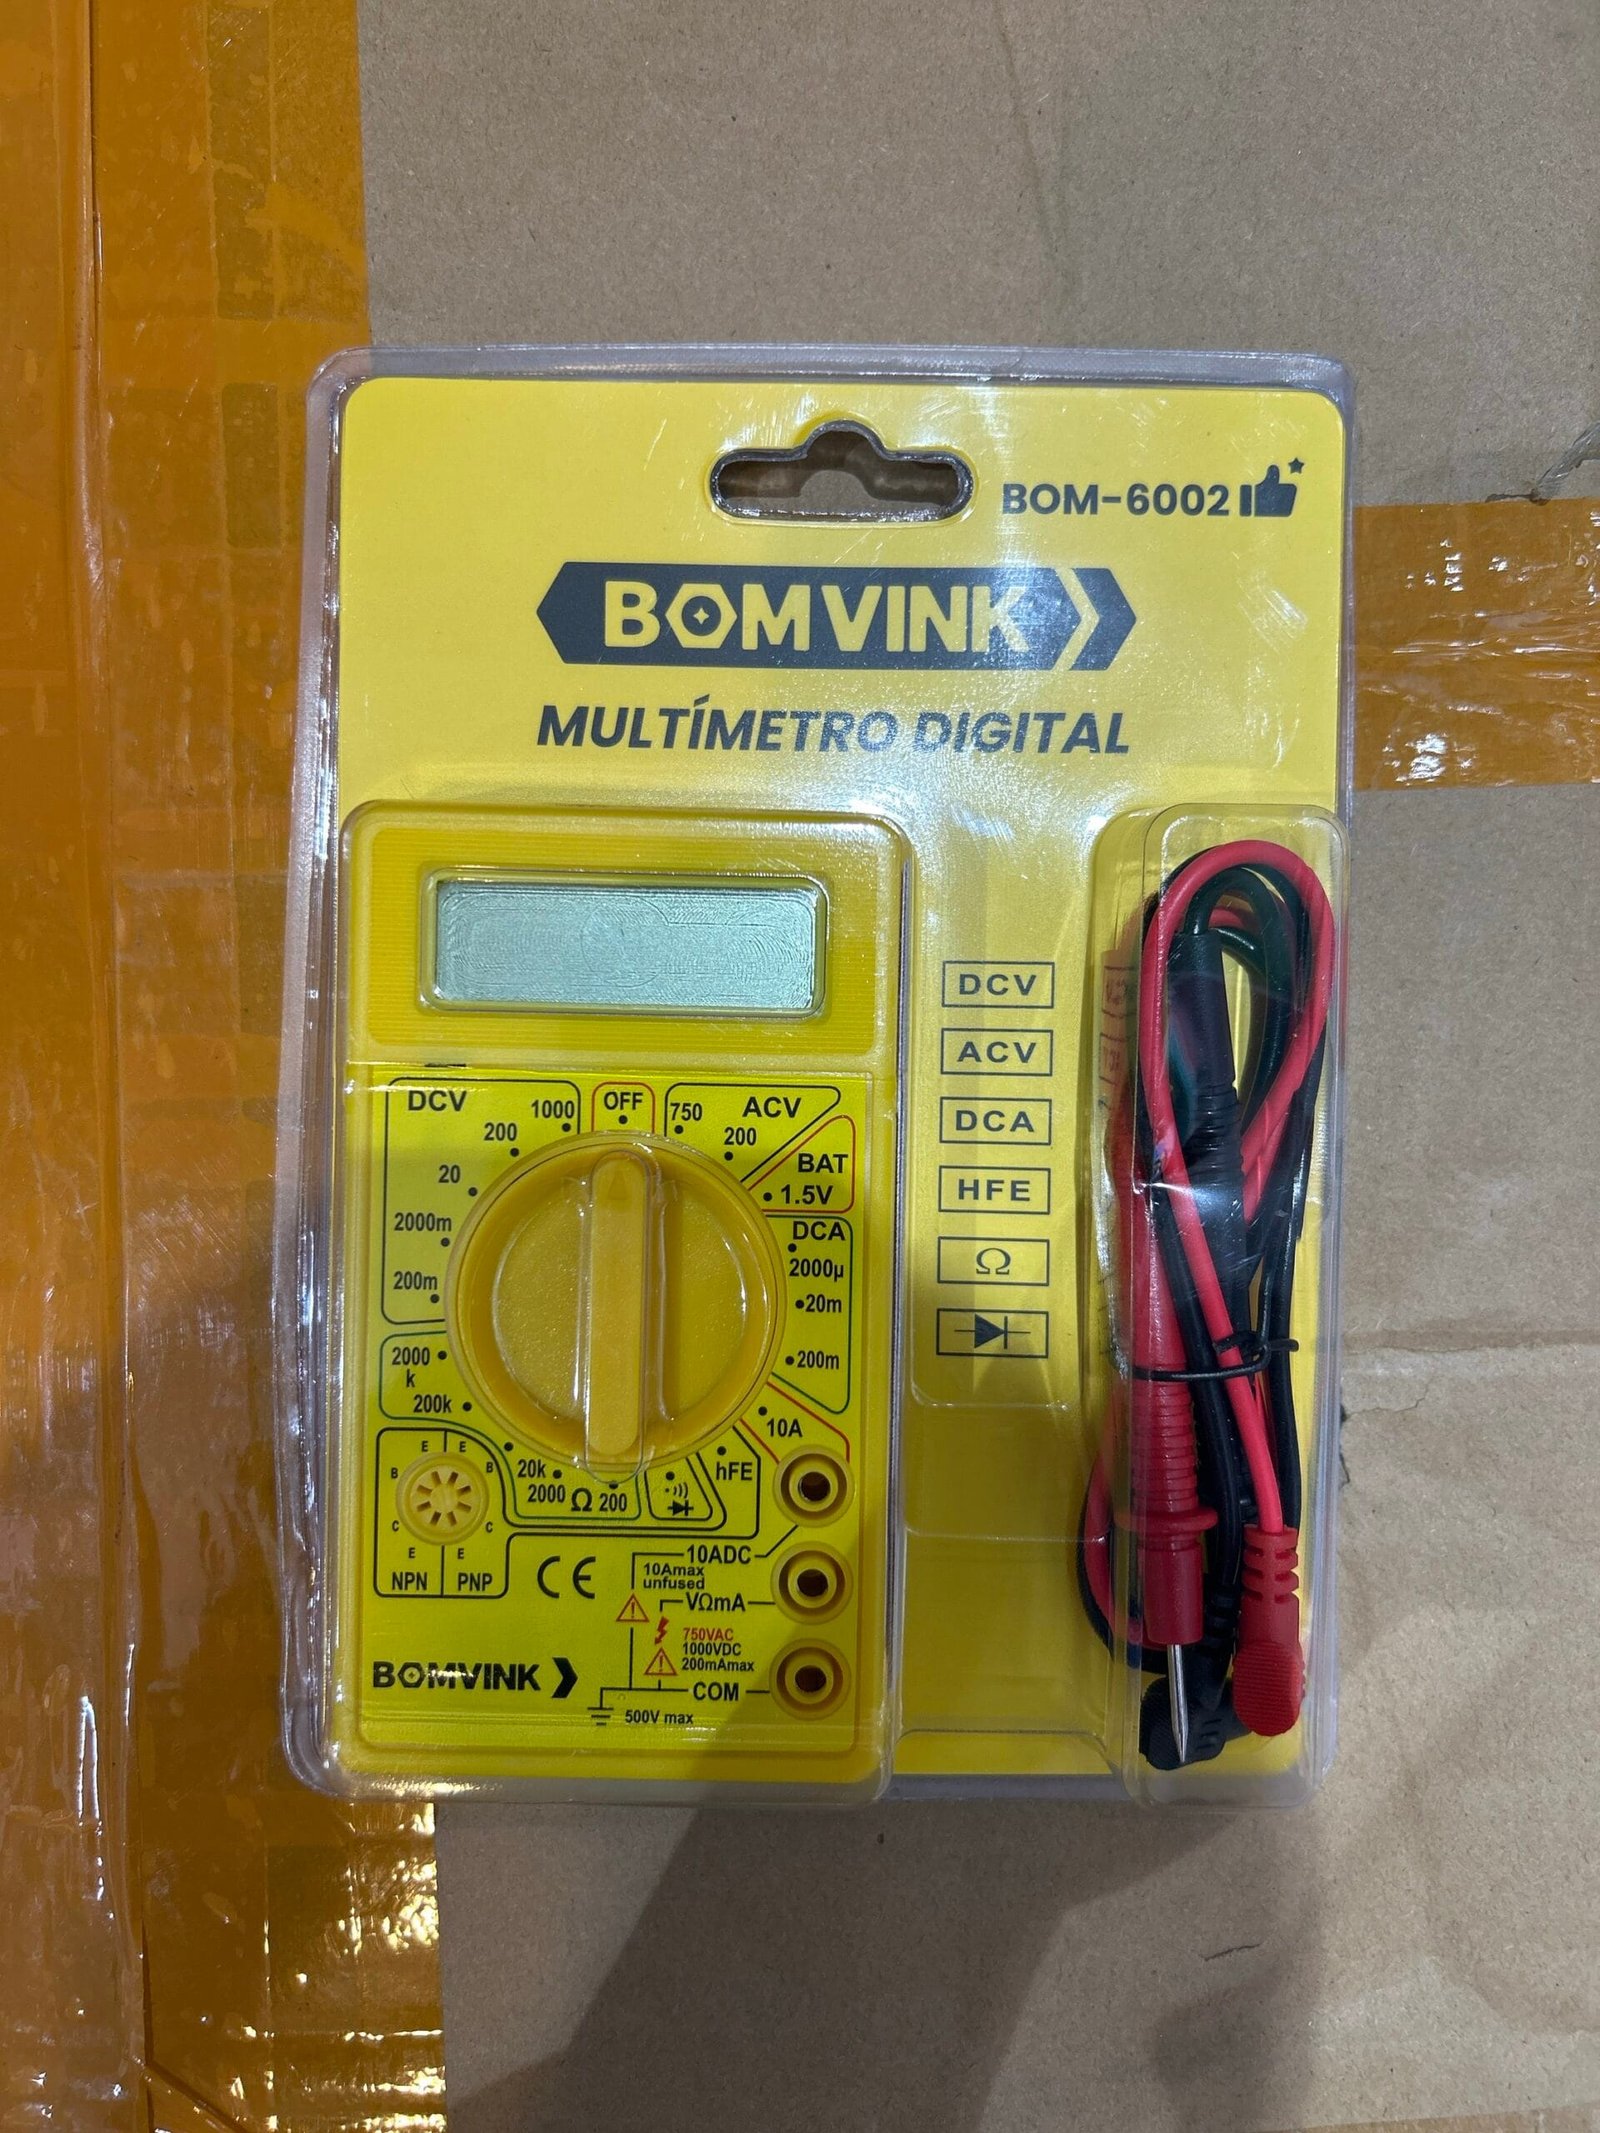 BOM-6002
BOMVINK
MULTÍMETRO DIGITAL
DCV
ACV
DCA
HFE
Ω
DCV
1000
200
20
2000m
200m
OFF
750
ACV
200
BAT
1.5V
DCA
2000µ
20m
200m
10A
hFE
2000
k
200k
20k
2000
Ω
200
E
E
B
B
C
C
E
E
NPN
PNP
CE
10ADC
10Amax
unfused
VΩmA
750VAC
1000VDC
200mAmax
COM
500V max
BOMVINK